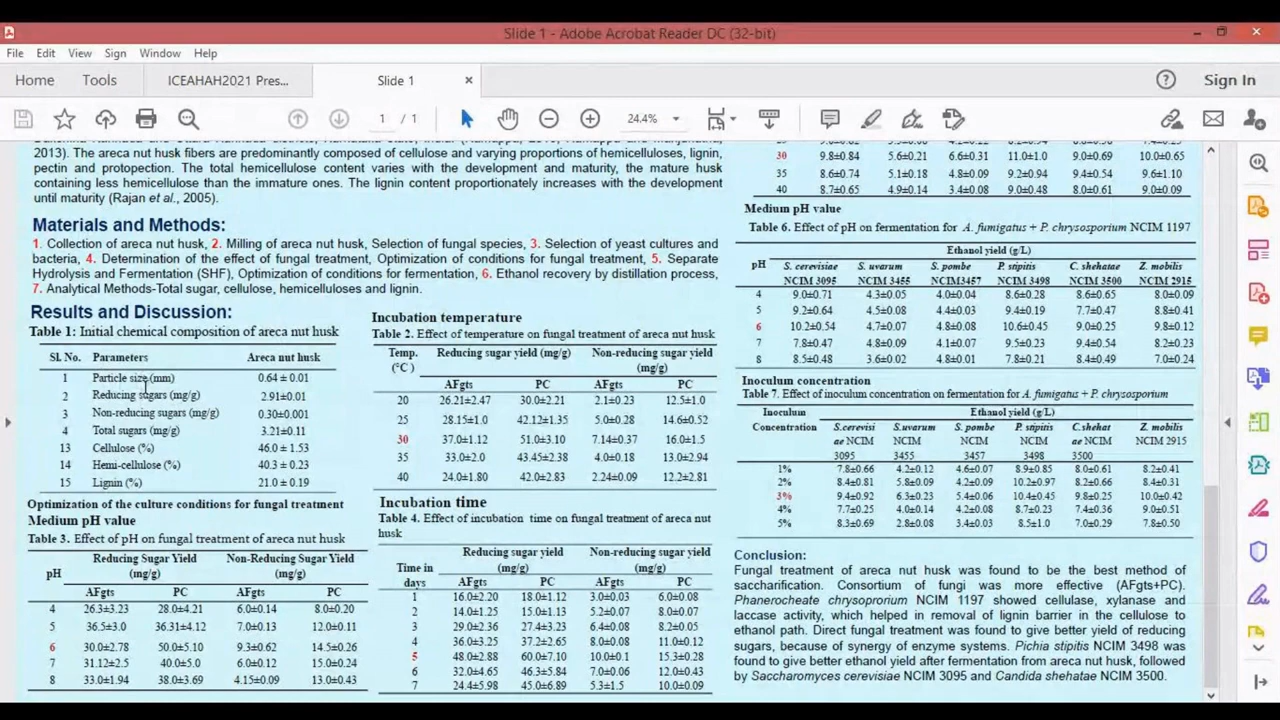 Slide 1 - Adobe Acrobat Reader DC (32-bit)
File Edit View Sign Window Help
Home Tools ICEAHAH2021 Pres... Slide 1 Sign In
1 / 1 24.4%
2013). The areca nut husk fibers are predominantly composed of cellulose and varying proportions of hemicelluloses, lignin,
pectin and protopection. The total hemicellulose content varies with the development and maturity, the mature husk
containing less hemicellulose than the immature ones. The lignin content proportionately increases with the development
until maturity (Rajan et al., 2005).
Materials and Methods:
1. Collection of areca nut husk, 2. Milling of areca nut husk, Selection of fungal species, 3. Selection of yeast cultures and
bacteria, 4. Determination of the effect of fungal treatment, Optimization of conditions for fungal treatment, 5. Separate
Hydrolysis and Fermentation (SHF), Optimization of conditions for fermentation, 6. Ethanol recovery by distillation process,
7. Analytical Methods-Total sugar, cellulose, hemicelluloses and lignin.
Results and Discussion:
Table 1: Initial chemical composition of areca nut husk
Sl. No. Parameters Areca nut husk
1 Particle size (mm) 0.64 ± 0.01
2 Reducing sugars (mg/g) 2.91±0.01
3 Non-reducing sugars (mg/g) 0.30±0.001
4 Total sugars (mg/g) 3.21±0.11
13 Cellulose (%) 46.0 ± 1.53
14 Hemi-cellulose (%) 40.3 ± 0.23
15 Lignin (%) 21.0 ± 0.19
Optimization of the culture conditions for fungal treatment
Medium pH value
Table 3. Effect of pH on fungal treatment of areca nut husk
pH Reducing Sugar Yield Non-Reducing Sugar Yield
(mg/g) (mg/g)
AFgts PC AFgts PC
4 26.3±3.23 28.0±4.21 6.0±0.14 8.0±0.20
5 36.5±3.0 36.31±4.12 7.0±0.13 12.0±0.11
6 30.0±2.78 50.0±5.10 9.3±0.62 14.5±0.26
7 31.12±2.5 40.0±5.0 6.0±0.12 15.0±0.24
8 33.0±1.94 38.0±3.69 4.15±0.09 13.0±0.43
Incubation temperature
Table 2. Effect of temperature on fungal treatment of areca nut husk
Temp. Reducing sugar yield (mg/g) Non-reducing sugar yield
(°C ) (mg/g)
AFgts PC AFgts PC
20 26.21±2.47 30.0±2.21 2.1±0.23 12.5±1.0
25 28.15±1.0 42.12±1.35 5.0±0.28 14.6±0.52
30 37.0±1.12 51.0±3.10 7.14±0.37 16.0±1.5
35 33.0±2.0 43.45±2.38 4.0±0.18 13.0±2.94
40 24.0±1.80 42.0±2.83 2.24±0.09 12.2±2.81
Incubation time
Table 4. Effect of incubation time on fungal treatment of areca nut
husk
Time in Reducing sugar yield Non-reducing sugar yield
days (mg/g) (mg/g)
AFgts PC AFgts PC
1 16.0±2.20 18.0±1.12 3.0±0.03 6.0±0.08
2 14.0±1.25 15.0±1.13 5.2±0.07 8.0±0.07
3 29.0±2.36 27.4±3.23 6.4±0.08 8.2±0.05
4 36.0±3.25 37.2±2.65 8.0±0.08 11.0±0.12
5 48.0±2.88 60.0±7.10 10.0±0.1 15.3±0.28
6 32.0±4.65 46.3±5.84 7.0±0.06 12.0±0.43
7 24.4±5.98 45.0±6.89 5.3±1.5 10.0±0.09
30 9.8±0.84 5.6±0.21 6.6±0.31 11.0±1.0 9.0±0.69 10.0±0.65
35 8.6±0.74 5.1±0.18 4.8±0.09 9.2±0.94 9.4±0.54 9.6±1.10
40 8.7±0.65 4.9±0.14 3.4±0.08 9.0±0.48 8.0±0.61 9.0±0.09
Medium pH value
Table 6. Effect of pH on fermentation for A. fumigatus + P. chrysosporium NCIM 1197
Ethanol yield (g/L)
pH S. cerevisiae S. uvarum S. pombe P. stipitis C. shehatae Z. mobilis
NCIM 3095 NCIM 3455 NCIM3457 NCIM 3498 NCIM 3500 NCIM 2915
4 9.0±0.71 4.3±0.05 4.0±0.04 8.6±0.28 8.6±0.65 8.0±0.09
5 9.2±0.64 4.5±0.08 4.4±0.03 9.4±0.19 7.7±0.47 8.8±0.41
6 10.2±0.54 4.7±0.07 4.8±0.08 10.6±0.45 9.0±0.25 9.8±0.12
7 7.8±0.47 4.8±0.09 4.1±0.07 9.5±0.23 9.4±0.54 8.2±0.23
8 8.5±0.48 3.6±0.02 4.8±0.01 7.8±0.21 8.4±0.49 7.0±0.24
Inoculum concentration
Table 7. Effect of inoculum concentration on fermentation for A. fumigatus + P. chrysosporium
Inoculum Ethanol yield (g/L)
Concentration S.cerevisi S.uvarum S. pombe P. stipitis C.shehat Z. mobilis
ae NCIM NCIM NCIM NCIM ae NCIM NCIM 2915
3095 3455 3457 3498 3500
1% 7.8±0.66 4.2±0.12 4.6±0.07 8.9±0.85 8.0±0.61 8.2±0.41
2% 8.4±0.81 5.8±0.09 4.2±0.09 10.2±0.97 8.2±0.66 8.4±0.31
3% 9.4±0.92 6.3±0.23 5.4±0.06 10.4±0.45 9.8±0.25 10.0±0.42
4% 7.7±0.25 4.0±0.14 4.2±0.08 8.7±0.23 7.4±0.36 9.0±0.51
5% 8.3±0.69 2.8±0.08 3.4±0.03 8.5±1.0 7.0±0.29 7.8±0.50
Conclusion:
Fungal treatment of areca nut husk was found to be the best method of
saccharification. Consortium of fungi was more effective (AFgts+PC).
Phanerocheate chrysoprorium NCIM 1197 showed cellulase, xylanase and
laccase activity, which helped in removal of lignin barrier in the cellulose to
ethanol path. Direct fungal treatment was found to give better yield of reducing
sugars, because of synergy of enzyme systems. Pichia stipitis NCIM 3498 was
found to give better ethanol yield after fermentation from areca nut husk, followed
by Saccharomyces cerevisiae NCIM 3095 and Candida shehatae NCIM 3500.